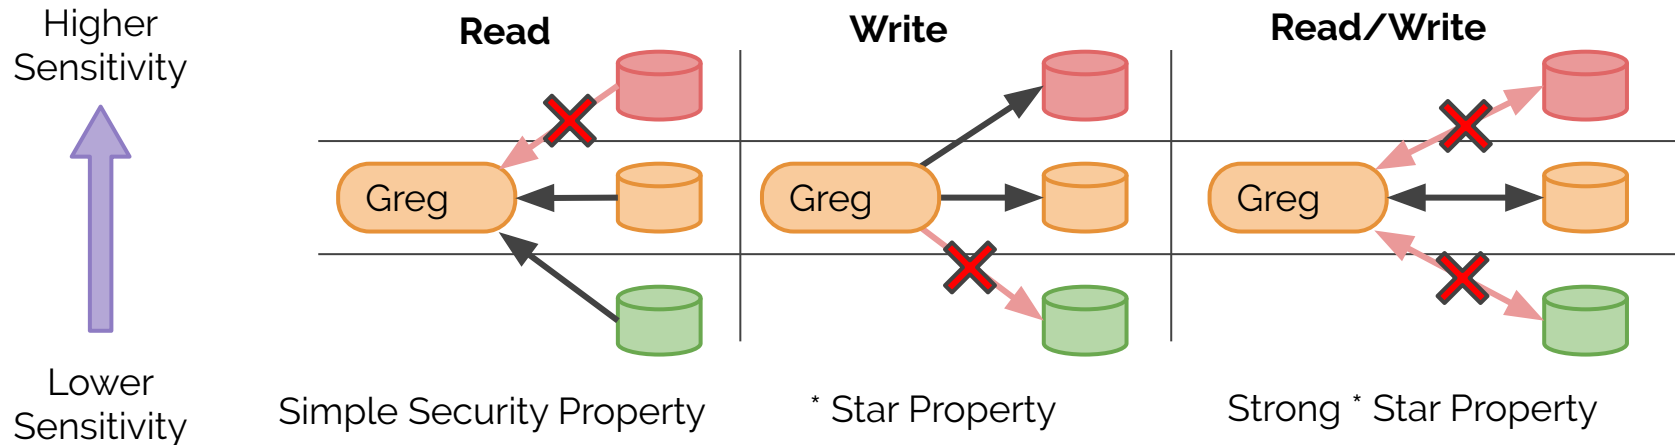 Higher
Sensitivity
Read
Write
Read/Write
Greg
Greg
Greg
Lower
Sensitivity
Simple Security Property
* Star Property
Strong * Star Property